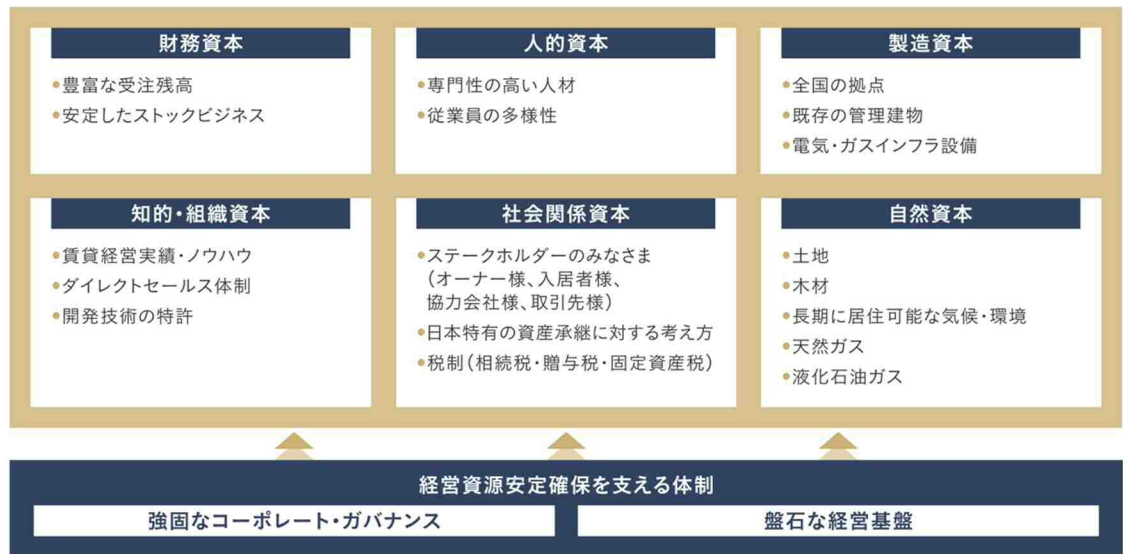 財務資本
•豊富な受注残高
•安定したストックビジネス
人的資本
•専門性の高い人材
•従業員の多様性
製造資本
•全国の拠点
•既存の管理建物
•電気・ガスインフラ設備
知的・組織資本
•賃貸経営実績・ノウハウ
•ダイレクトセールス体制
•開発技術の特許
社会関係資本
•ステークホルダーのみなさま
(オーナー様、入居者様、
協力会社様、取引先様)
•日本特有の資産承継に対する考え方
•税制(相続税・贈与税・固定資産税)
自然資本
•土地
•木材
•長期に居住可能な気候・環境
•天然ガス
•液化石油ガス
経営資源安定確保を支える体制
強固なコーポレート・ガバナンス
盤石な経営基盤